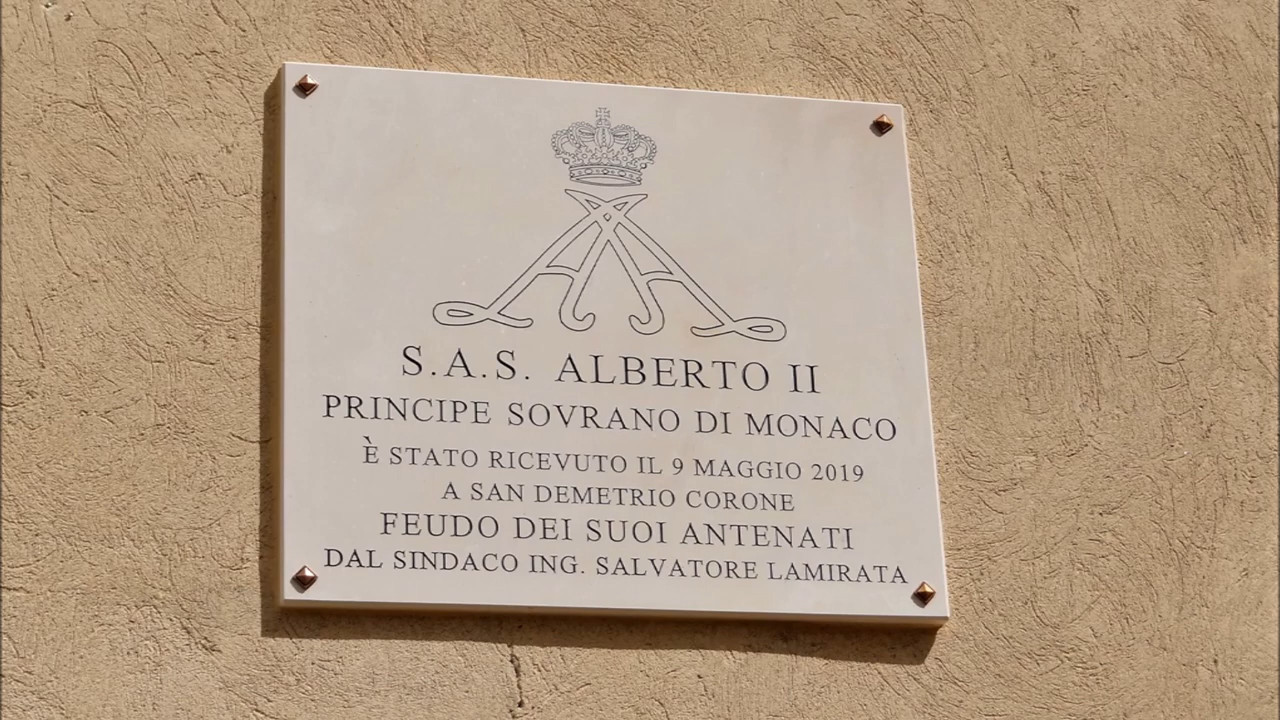 S.A.S. ALBERTO II
PRINCIPE SOVRANO DI MONACO
È STATO RICEVUTO IL 9 MAGGIO 2019
A SAN DEMETRIO CORONE
FEUDO DEI SUOI ANTENATI
DAL SINDACO ING. SALVATORE LAMIRATA